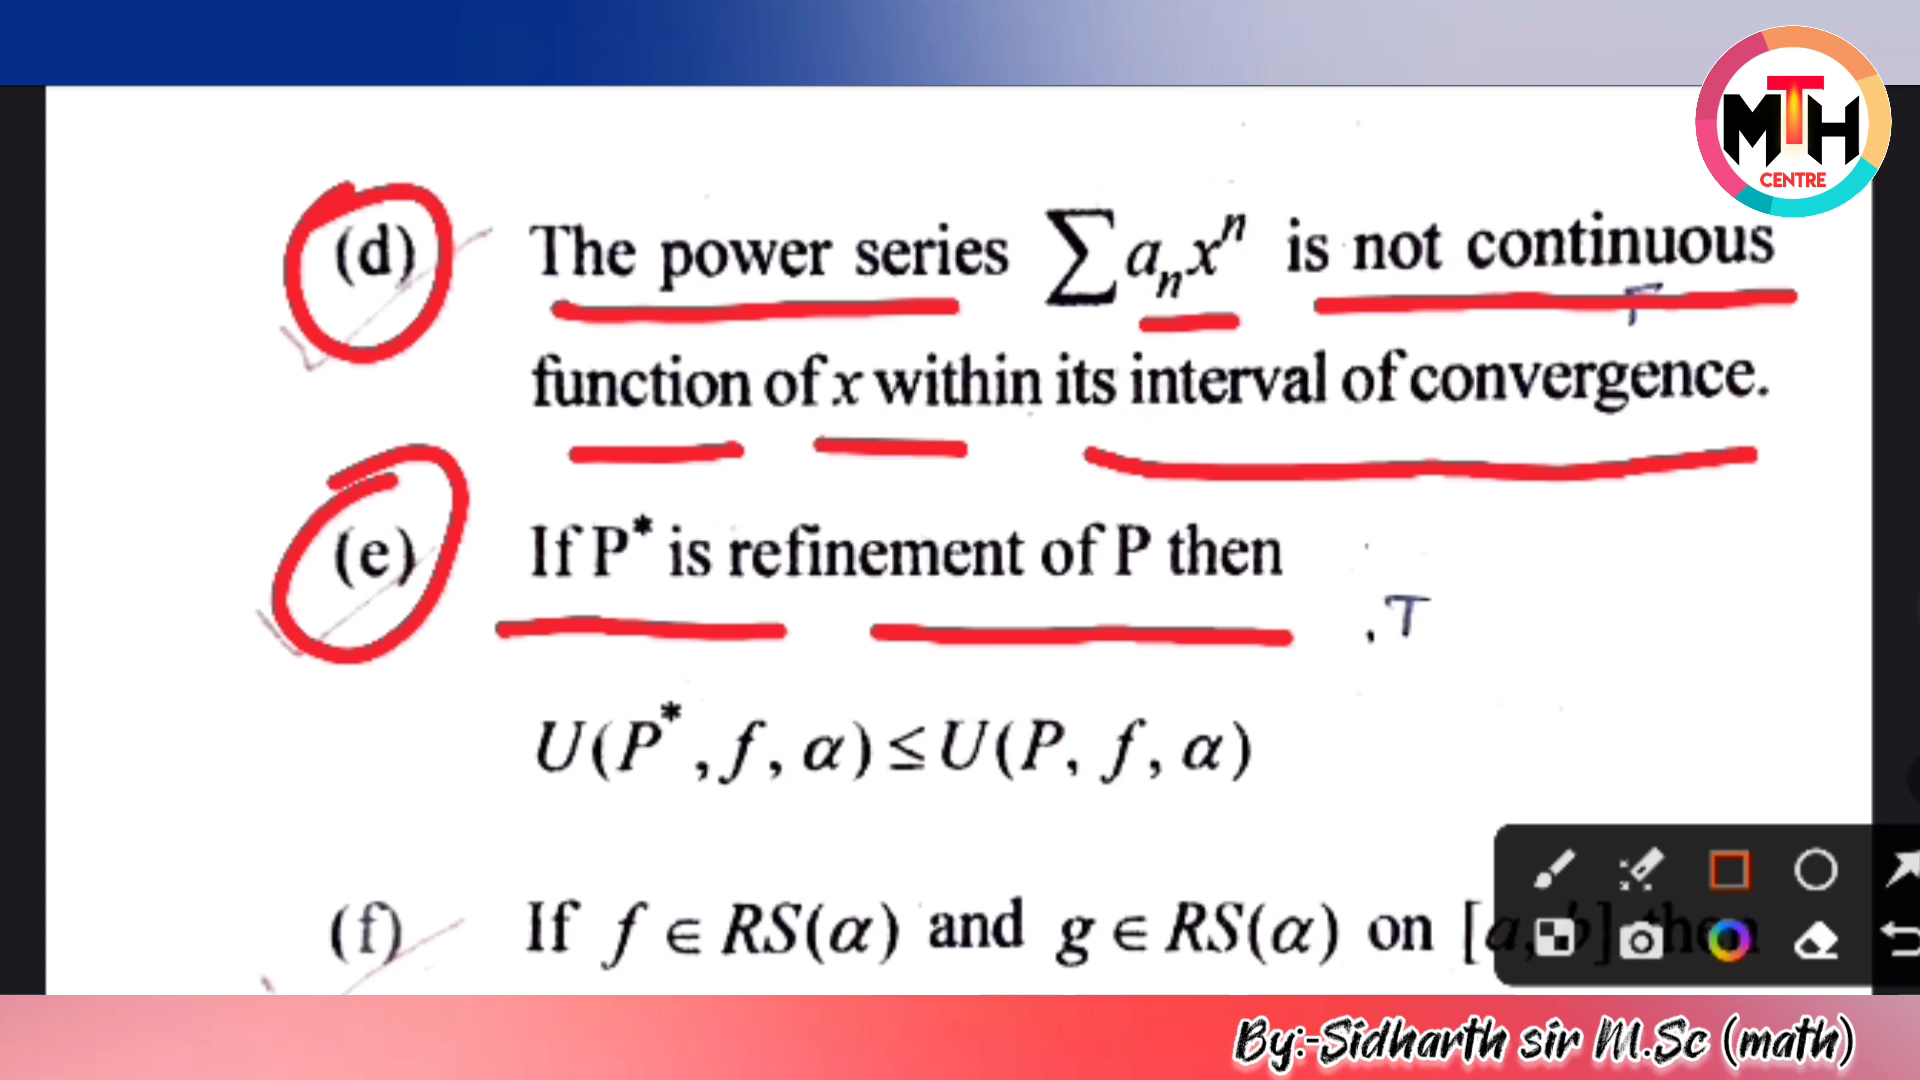 MTH
CENTRE
(d) The power series ∑aₙxⁿ is not continuous
T
function of x within its interval of convergence.
(e) If P* is refinement of P then
. T
U(P*, f, α) ≤ U(P, f, α)
(f) If f ∈ RS(α) and g ∈ RS(α) on [a, b] then
By:-Sidharth sir M.Sc (math)